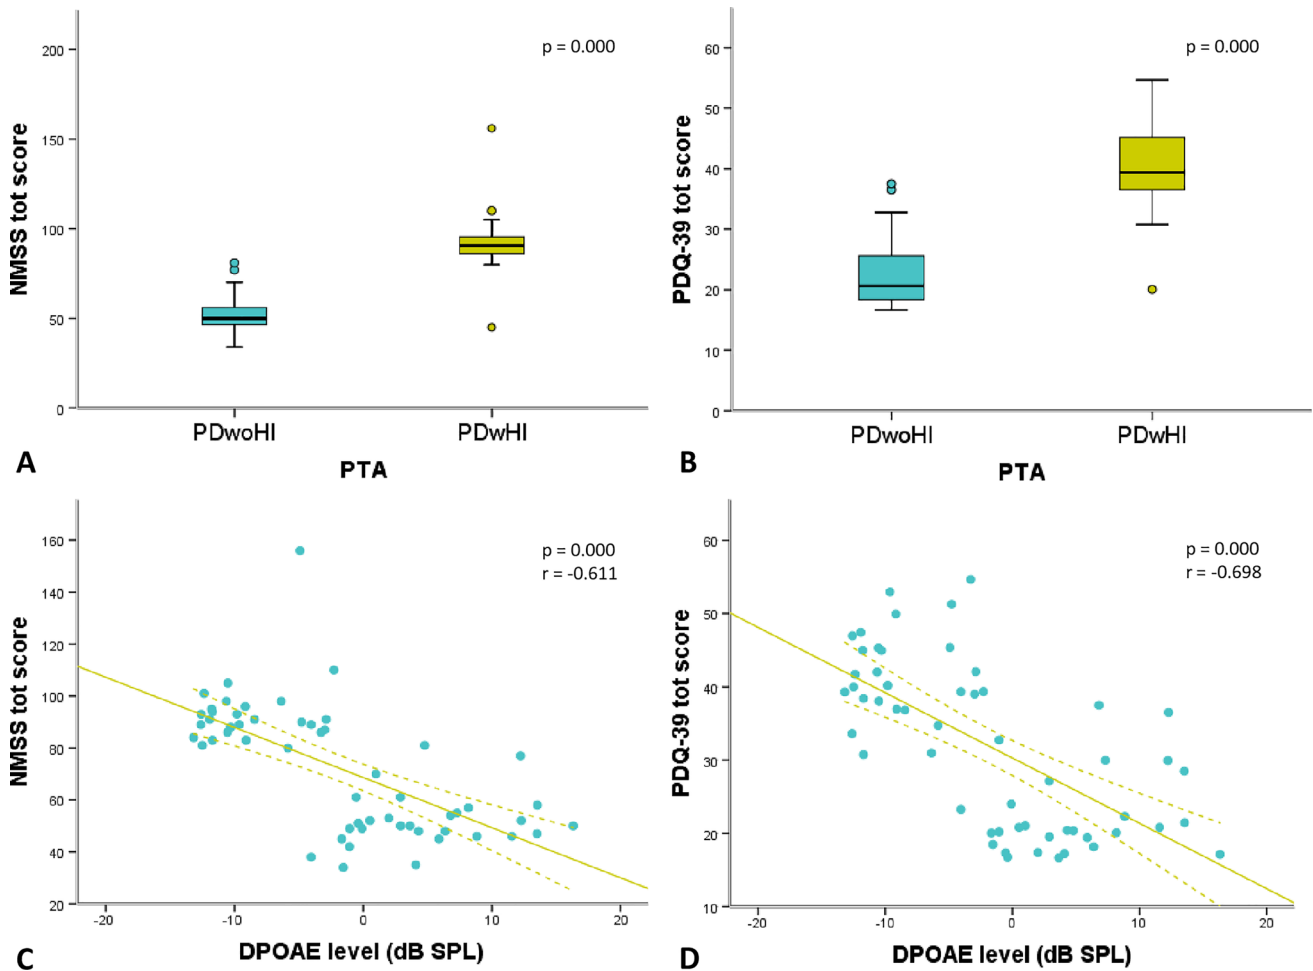 200
150
100
50
0
NMSS tot score
p = 0.000
PDwoHI
PDwHI
PTA
A
60
50
40
30
20
10
0
PDQ-39 tot score
p = 0.000
PDwoHI
PDwHI
PTA
B
160
140
120
100
80
60
40
20
NMSS tot score
p = 0.000
r = -0.611
-20 -10 0 10 20
DPOAE level (dB SPL)
C
60
50
40
30
20
10
PDQ-39 tot score
p = 0.000
r = -0.698
-20 -10 0 10 20
DPOAE level (dB SPL)
D